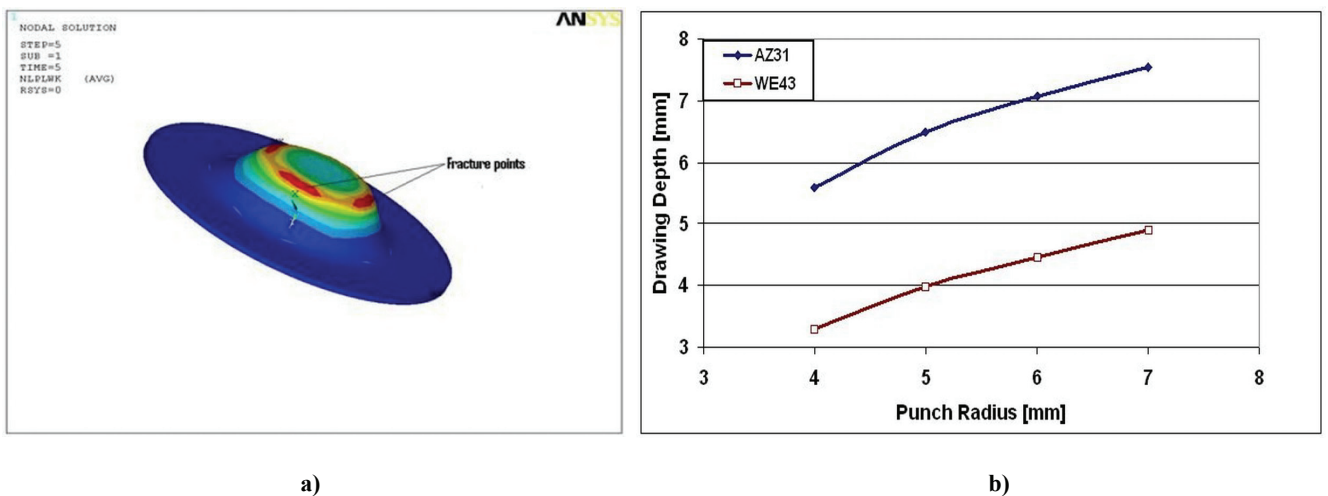 1
NODAL SOLUTION
STEP=5
SUB =1
TIME=5
NLPLWK (AVG)
RSYS=0
ANSYS
Fracture points
a)
8
7
6
5
4
3
Drawing Depth [mm]
AZ31
WE43
3 4 5 6 7 8
Punch Radius [mm]
b)